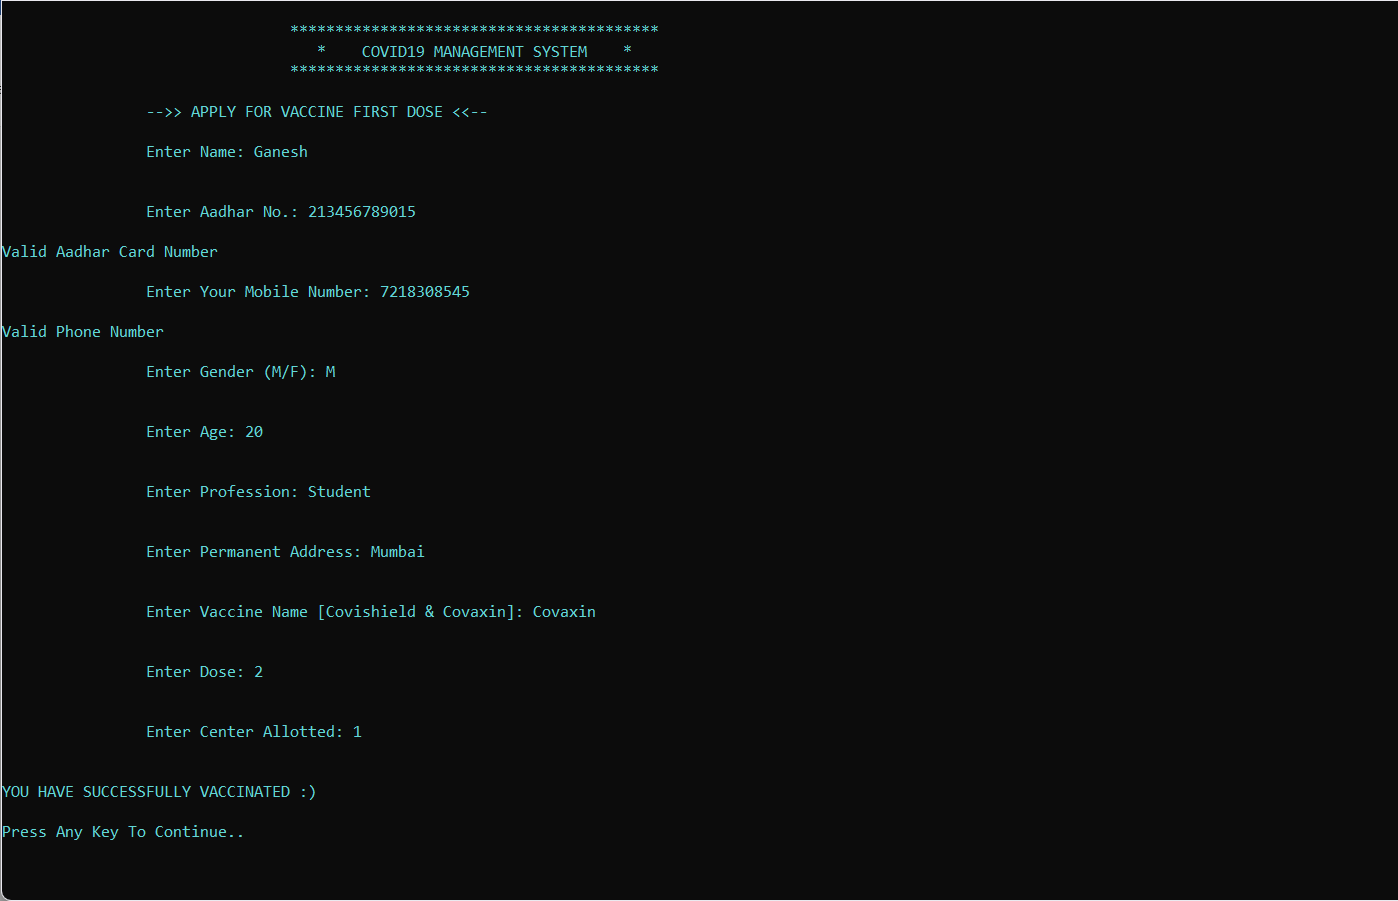 *****************************************
* COVID19 MANAGEMENT SYSTEM *
*****************************************
-->> APPLY FOR VACCINE FIRST DOSE <<--
Enter Name: Ganesh
Enter Aadhar No.: 213456789015
Valid Aadhar Card Number
Enter Your Mobile Number: 7218308545
Valid Phone Number
Enter Gender (M/F): M
Enter Age: 20
Enter Profession: Student
Enter Permanent Address: Mumbai
Enter Vaccine Name [Covishield & Covaxin]: Covaxin
Enter Dose: 2
Enter Center Allotted: 1
YOU HAVE SUCCESSFULLY VACCINATED :)
Press Any Key To Continue..